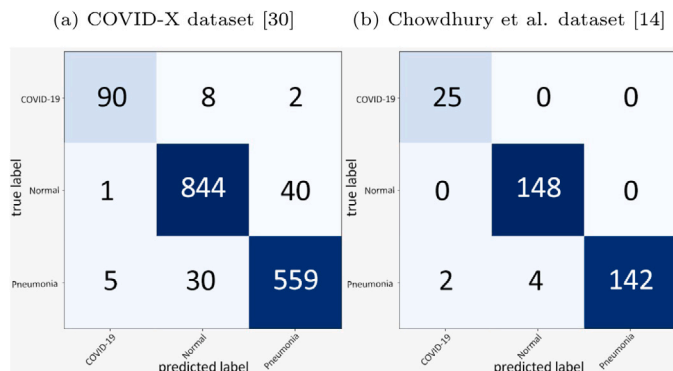 (a) COVID-X dataset [30]
(b) Chowdhury et al. dataset [14]
true label
COVID-19
90 8 2
Normal
1 844 40
Pneumonia
5 30 559
COVID-19
Normal
Pneumonia
predicted label
true label
COVID-19
25 0 0
Normal
0 148 0
Pneumonia
2 4 142
COVID-19
Normal
Pneumonia
predicted label